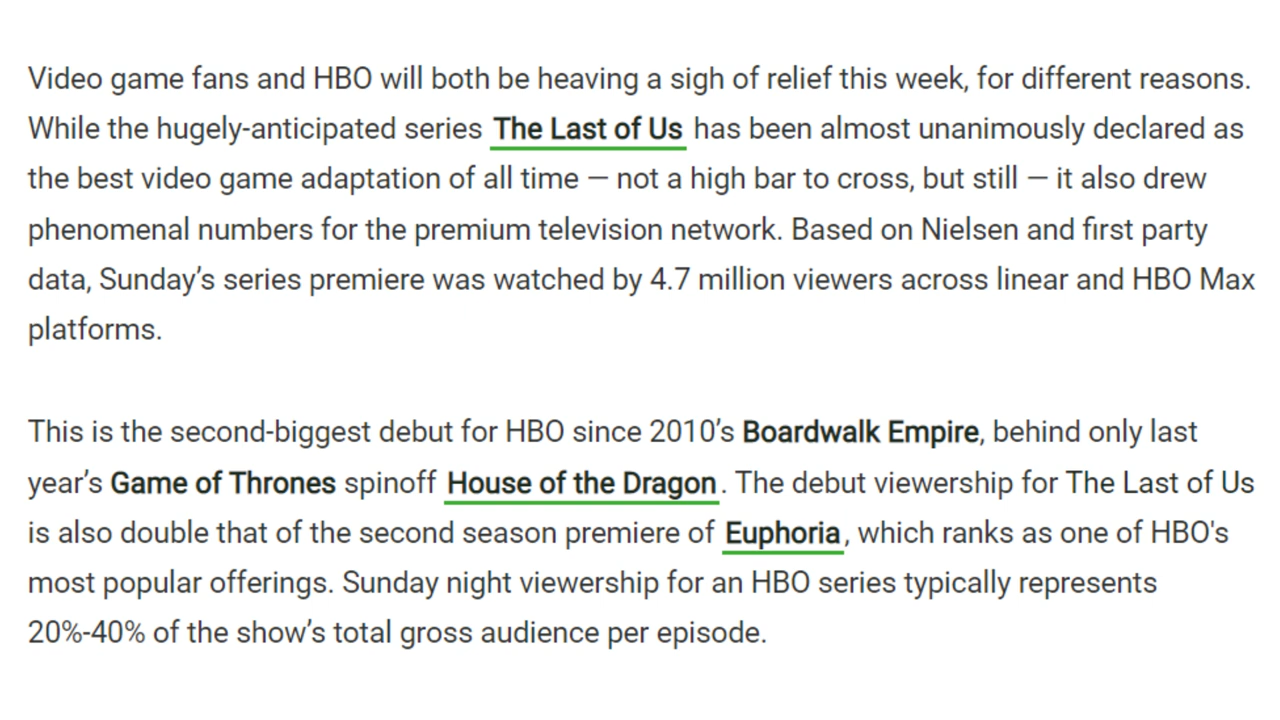 Video game fans and HBO will both be heaving a sigh of relief this week, for different reasons.
While the hugely-anticipated series The Last of Us has been almost unanimously declared as
the best video game adaptation of all time — not a high bar to cross, but still — it also drew
phenomenal numbers for the premium television network. Based on Nielsen and first party
data, Sunday’s series premiere was watched by 4.7 million viewers across linear and HBO Max
platforms.
This is the second-biggest debut for HBO since 2010’s Boardwalk Empire, behind only last
year’s Game of Thrones spinoff House of the Dragon. The debut viewership for The Last of Us
is also double that of the second season premiere of Euphoria, which ranks as one of HBO's
most popular offerings. Sunday night viewership for an HBO series typically represents
20%-40% of the show’s total gross audience per episode.